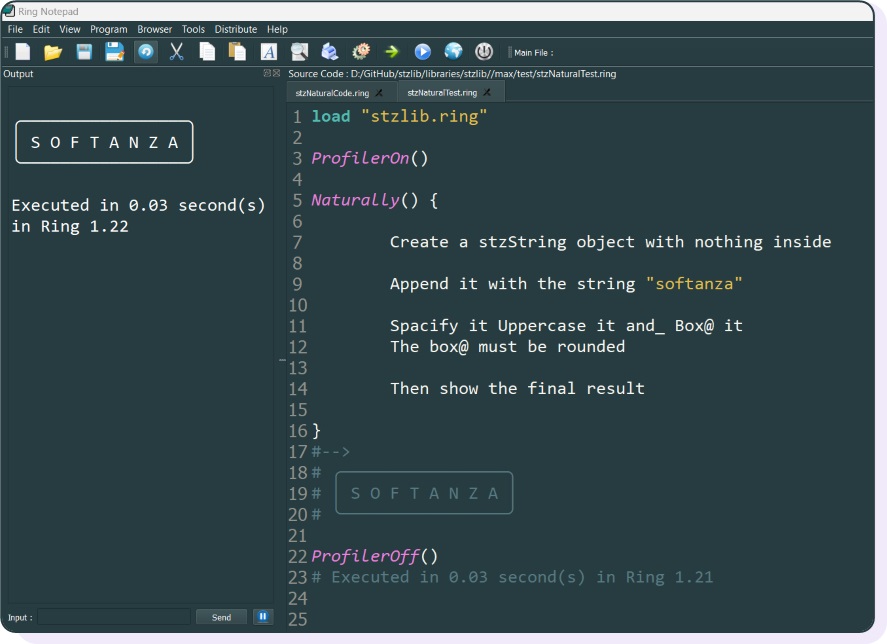 Ring Notepad
File Edit View Program Browser Tools Distribute Help
Main File :
Output
Source Code : D:/GitHub/stzlib/libraries/stzlib//max/test/stzNaturalTest.ring
stzNaturalCode.ring
stzNaturalTest.ring
S O F T A N Z A
Executed in 0.03 second(s)
in Ring 1.22
1 load "stzlib.ring"
2
3 ProfilerOn()
4
5 Naturally() {
6
7 Create a stzString object with nothing inside
8
9 Append it with the string "softanza"
10
11 Spacify it Uppercase it and_ Box@ it
12 The box@ must be rounded
13
14 Then show the final result
15
16 }
17 #-->
18 #
19 # S O F T A N Z A
20 #
21
22 ProfilerOff()
23 # Executed in 0.03 second(s) in Ring 1.21
24
25
Input :
Send